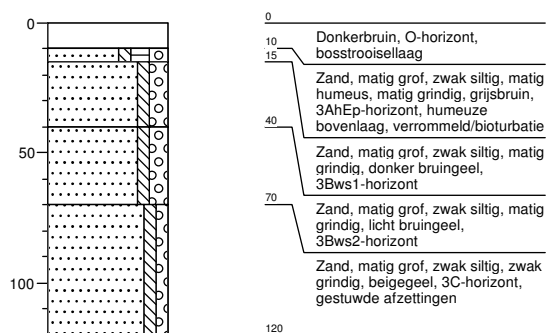 0
50
100
0
Donkerbruin, O-horizont,
bosstrooisellaag
10
15
Zand, matig grof, zwak siltig, matig
humeus, matig grindig, grijsbruin,
3AhEp-horizont, humeuze
bovenlaag, verrommeld/bioturbatie
40
Zand, matig grof, zwak siltig, matig
grindig, donker bruingeel,
3Bws1-horizont
70
Zand, matig grof, zwak siltig, matig
grindig, licht bruingeel,
3Bws2-horizont
Zand, matig grof, zwak siltig, zwak
grindig, beigegeel, 3C-horizont,
gestuwde afzettingen
120